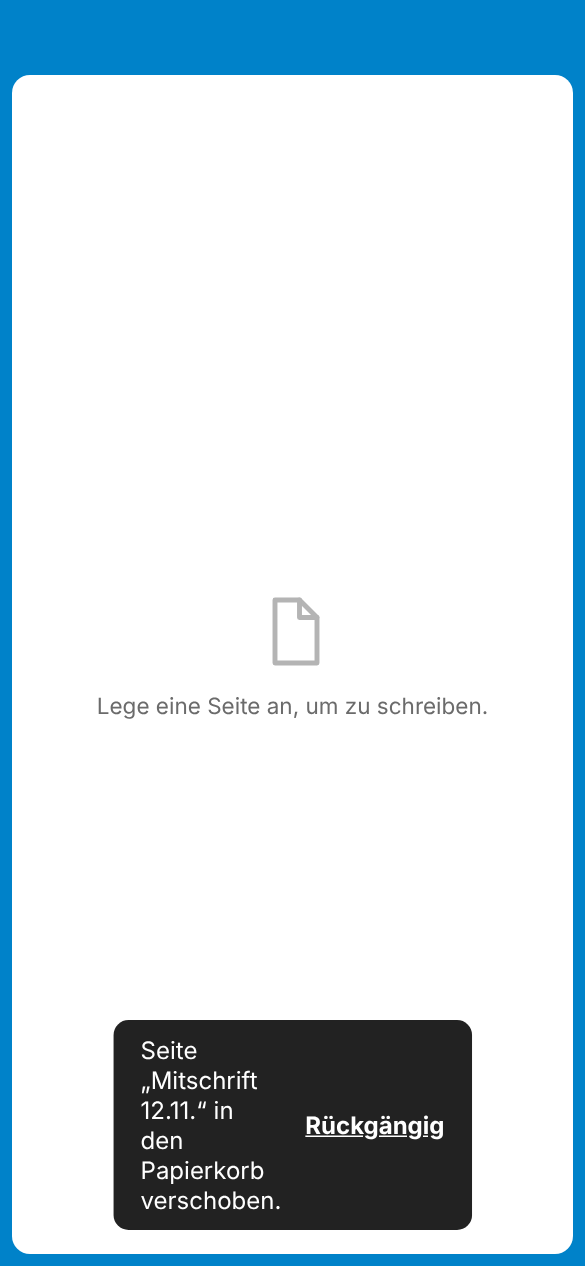 Lege eine Seite an, um zu schreiben.
Seite
„Mitschrift
12.11.“ in
den
Papierkorb
verschoben.
Rückgängig